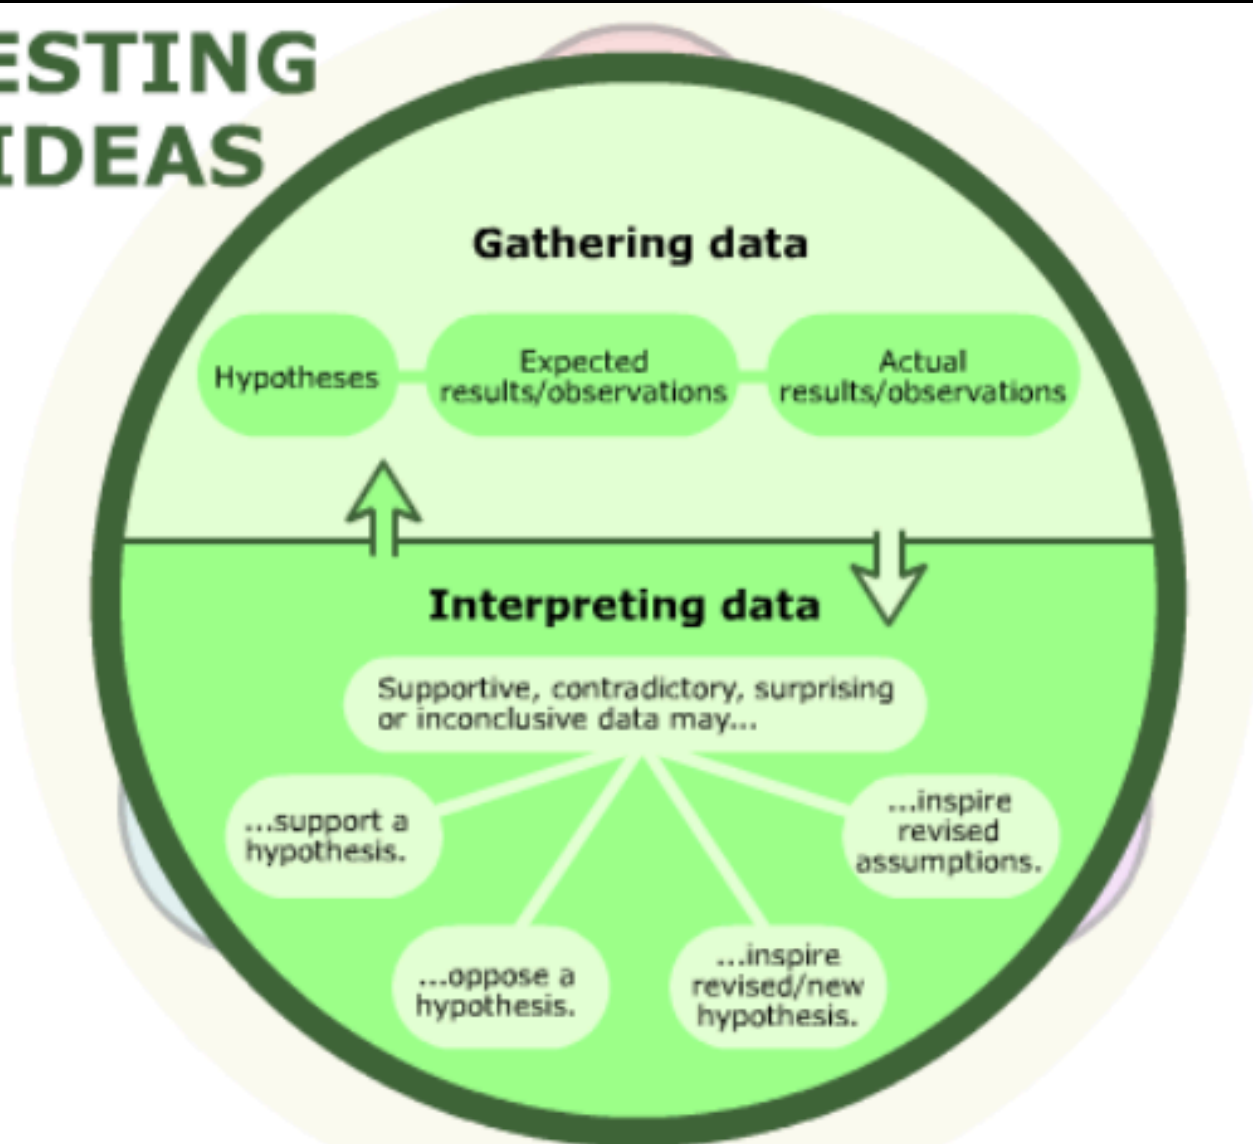 ESTING
IDEAS
Gathering data
Hypotheses
Expected
results/observations
Actual
results/observations
Interpreting data
Supportive, contradictory, surprising
or inconclusive data may...
...support a
hypothesis.
...oppose a
hypothesis.
...inspire
revised/new
hypothesis.
...inspire
revised
assumptions.